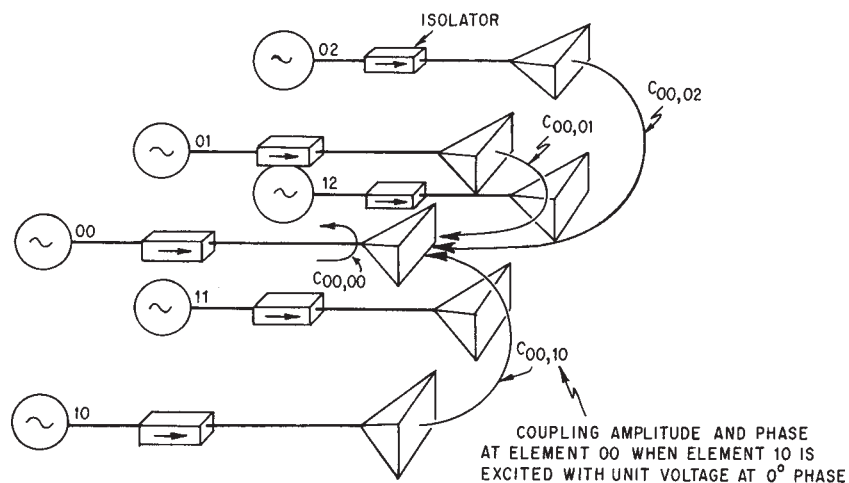 ISOLATOR
02
C00,02
01
C00,01
12
00
C00,00
11
C00,10
10
COUPLING AMPLITUDE AND PHASE
AT ELEMENT 00 WHEN ELEMENT 10 IS
EXCITED WITH UNIT VOLTAGE AT 0° PHASE